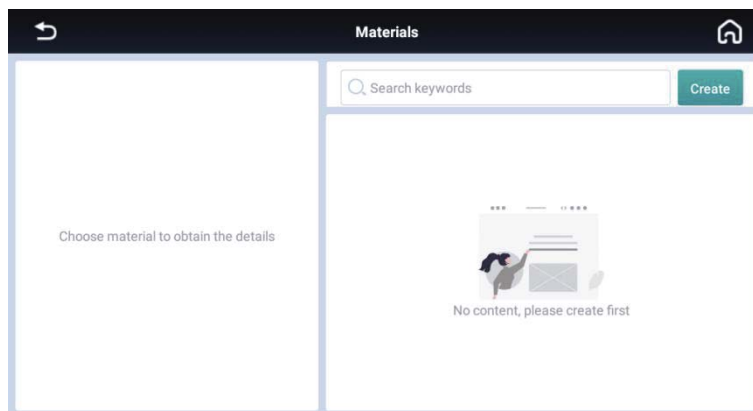 Materials
Search keywords
Create
Choose material to obtain the details
No content, please create first